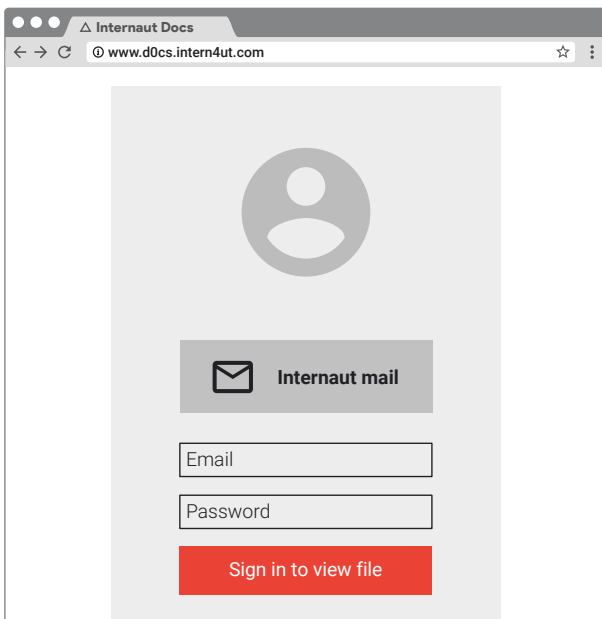 Internaut Docs
www.d0cs.intern4ut.com
Internaut mail
Email
Password
Sign in to view file